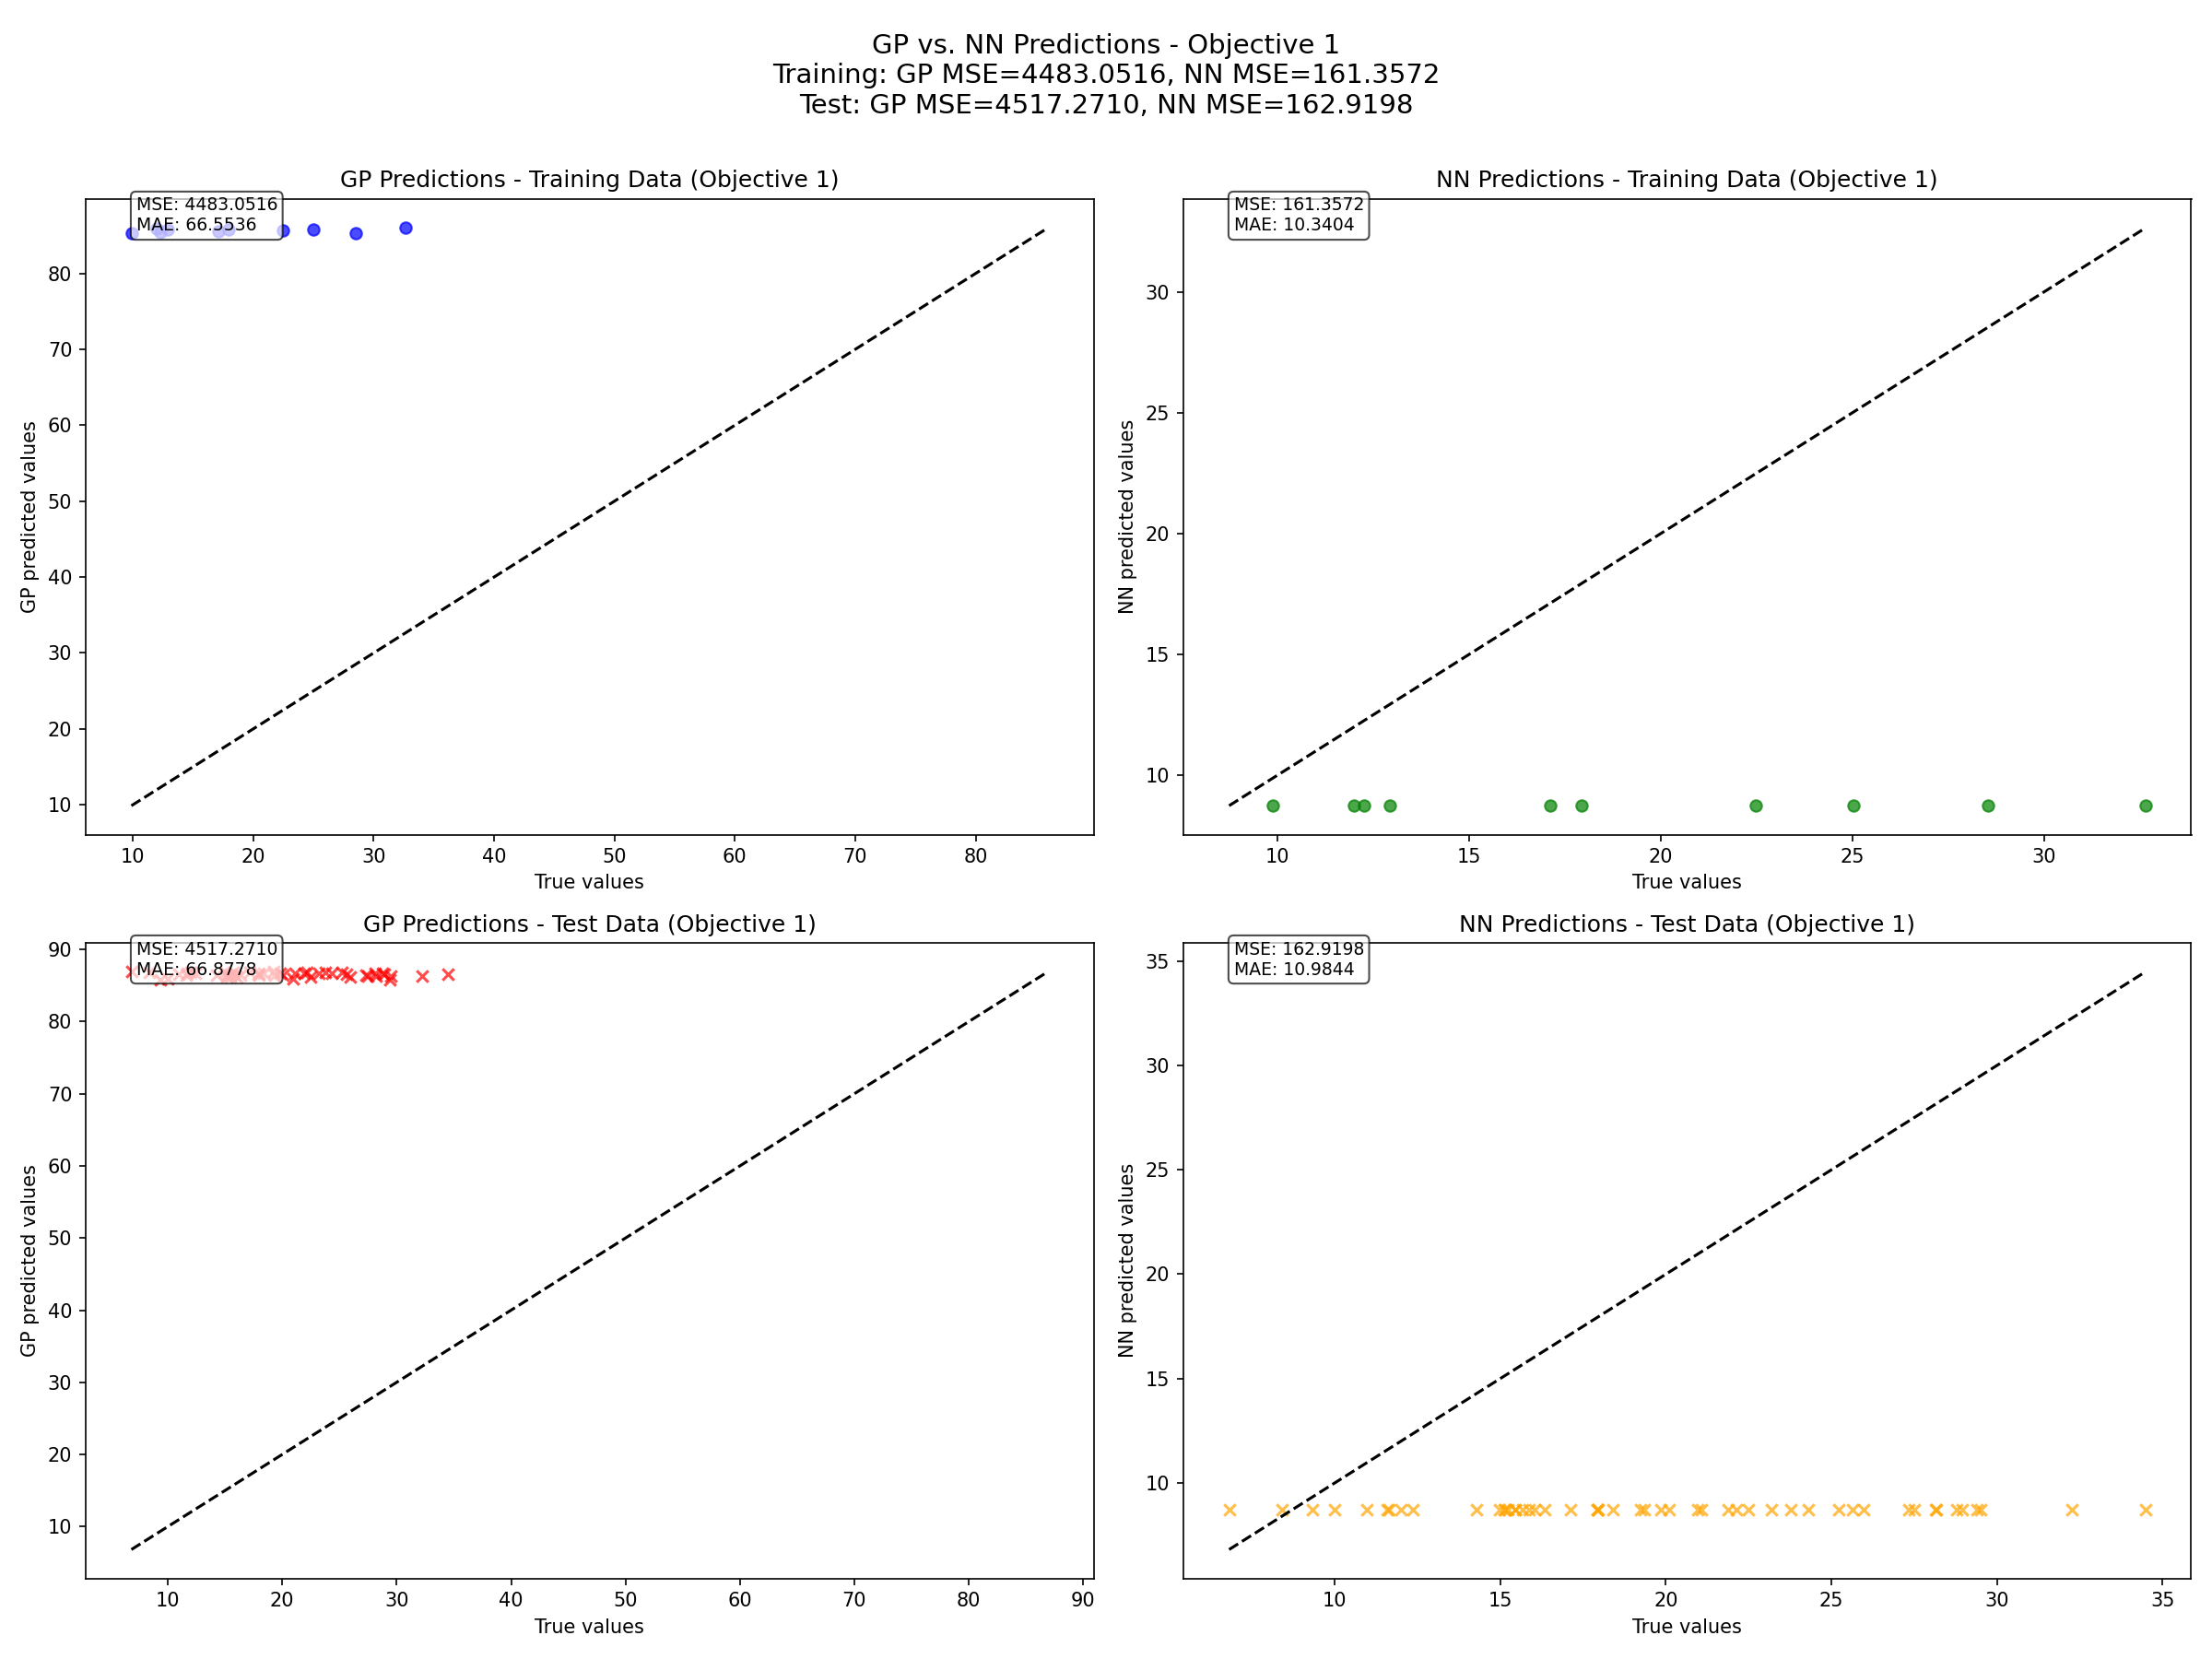 GP vs. NN Predictions - Objective 1
Training: GP MSE=4483.0516, NN MSE=161.3572
Test: GP MSE=4517.2710, NN MSE=162.9198
GP Predictions - Training Data (Objective 1)
MSE: 4483.0516
MAE: 66.5536
GP predicted values
80
70
60
50
40
30
20
10
10 20 30 40 50 60 70 80
True values
NN Predictions - Training Data (Objective 1)
MSE: 161.3572
MAE: 10.3404
NN predicted values
30
25
20
15
10
10 15 20 25 30
True values
GP Predictions - Test Data (Objective 1)
MSE: 4517.2710
MAE: 66.8778
GP predicted values
90
80
70
60
50
40
30
20
10
10 20 30 40 50 60 70 80 90
True values
NN Predictions - Test Data (Objective 1)
MSE: 162.9198
MAE: 10.9844
NN predicted values
35
30
25
20
15
10
10 15 20 25 30 35
True values